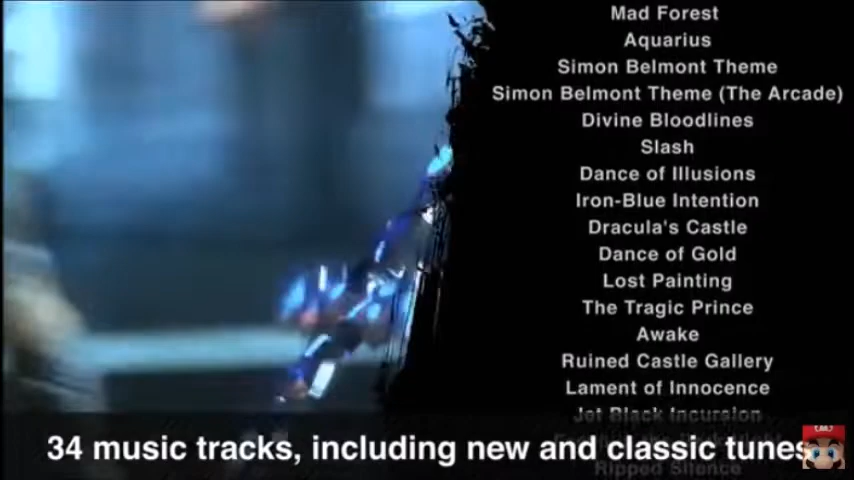 Mad Forest
Aquarius
Simon Belmont Theme
Simon Belmont Theme (The Arcade)
Divine Bloodlines
Slash
Dance of Illusions
Iron-Blue Intention
Dracula's Castle
Dance of Gold
Lost Painting
The Tragic Prince
Awake
Ruined Castle Gallery
Lament of Innocence
Jet Black Incursion
Ripped Silence
34 music tracks, including new and classic tunes